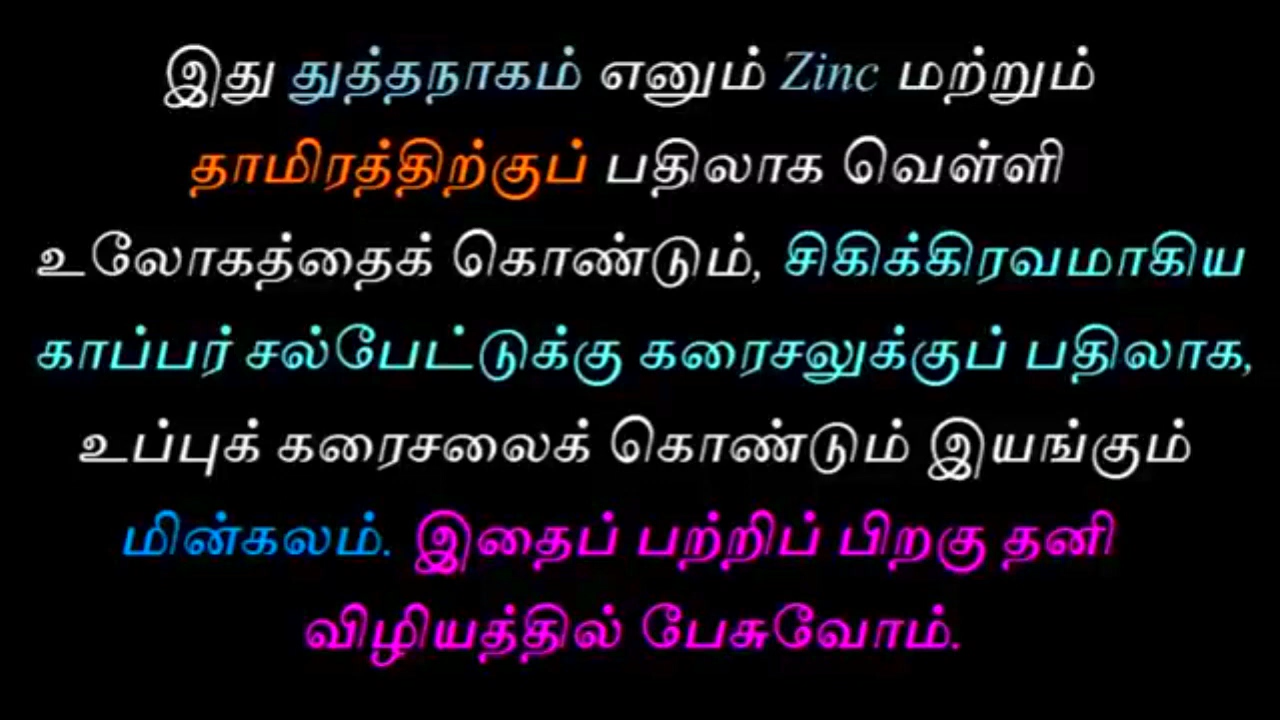 இது துத்தநாகம் எனும் Zinc மற்றும்
தாமிரத்திற்குப் பதிலாக வெள்ளி
உலோகத்தைக் கொண்டும், சிகிக்கிரவமாகிய
காப்பர் சல்பேட்டுக்கு கரைசலுக்குப் பதிலாக,
உப்புக் கரைசலைக் கொண்டும் இயங்கும்
மின்கலம். இதைப் பற்றிப் பிறகு தனி
விழியத்தில் பேசுவோம்.